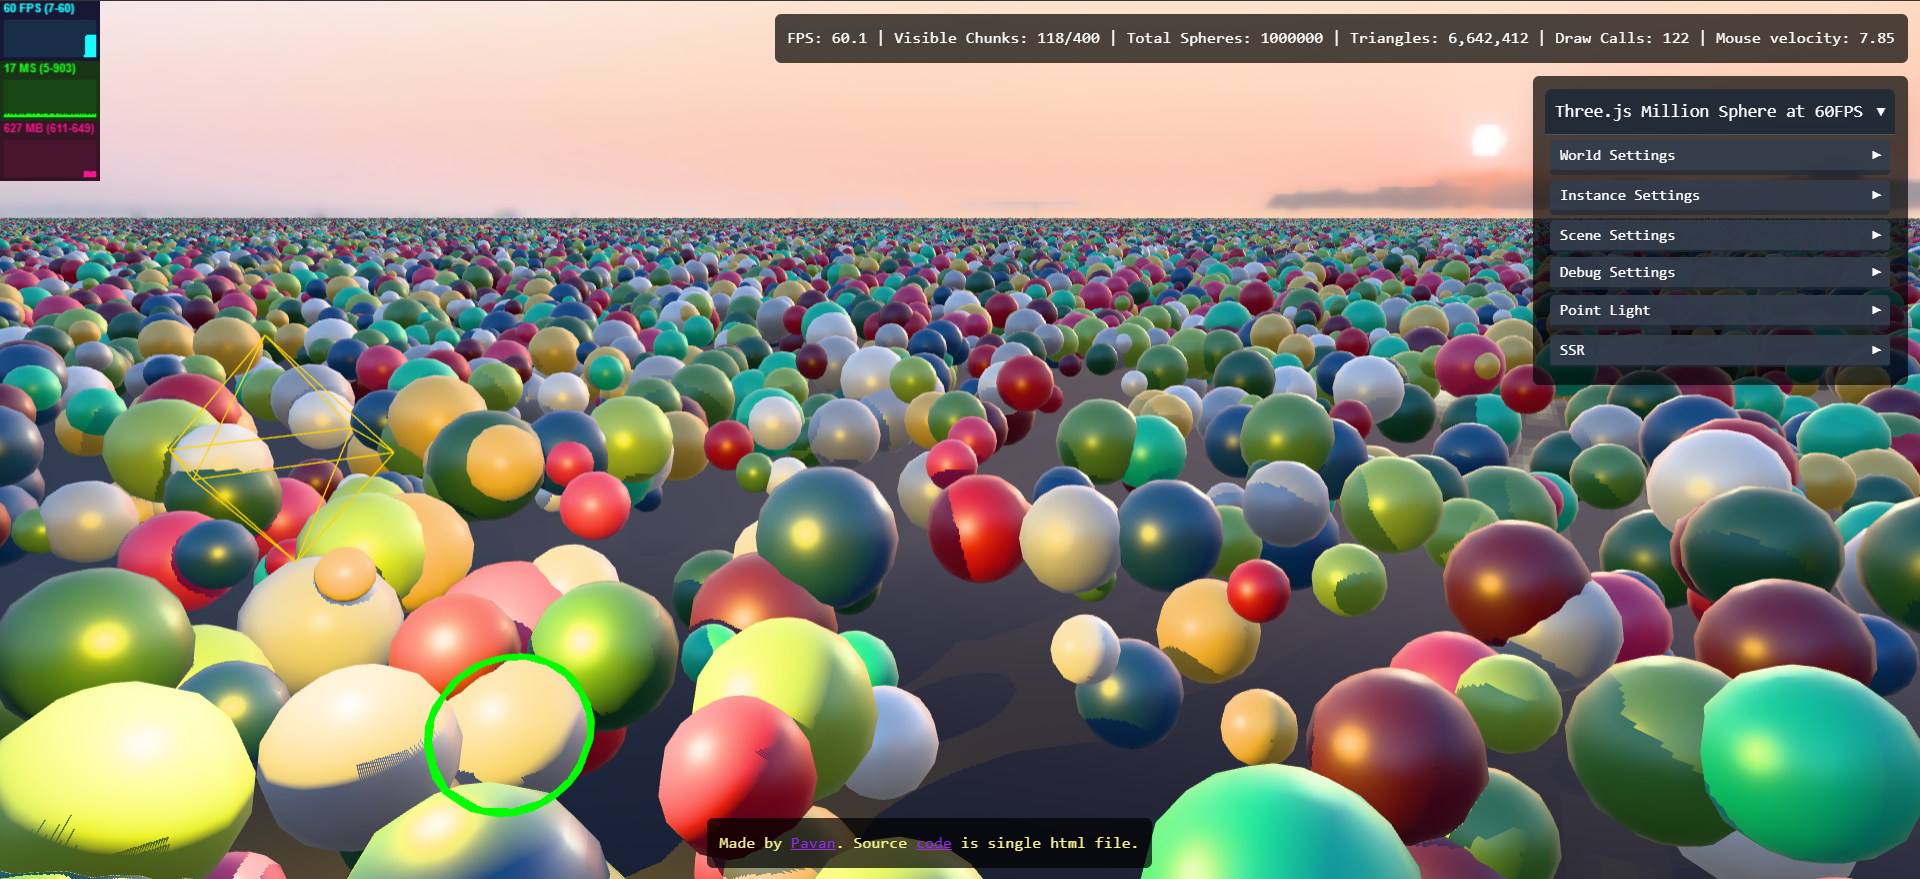 60 FPS (7-60)
17 MS (5-903)
627 MB (611-649)
FPS: 60.1 | Visible Chunks: 118/400 | Total Spheres: 1000000 | Triangles: 6,642,412 | Draw Calls: 122 | Mouse velocity: 7.85
Three.js Million Sphere at 60FPS ▼
World Settings ▶
Instance Settings ▶
Scene Settings ▶
Debug Settings ▶
Point Light ▶
SSR ▶
Made by Pavan. Source code is single html file.